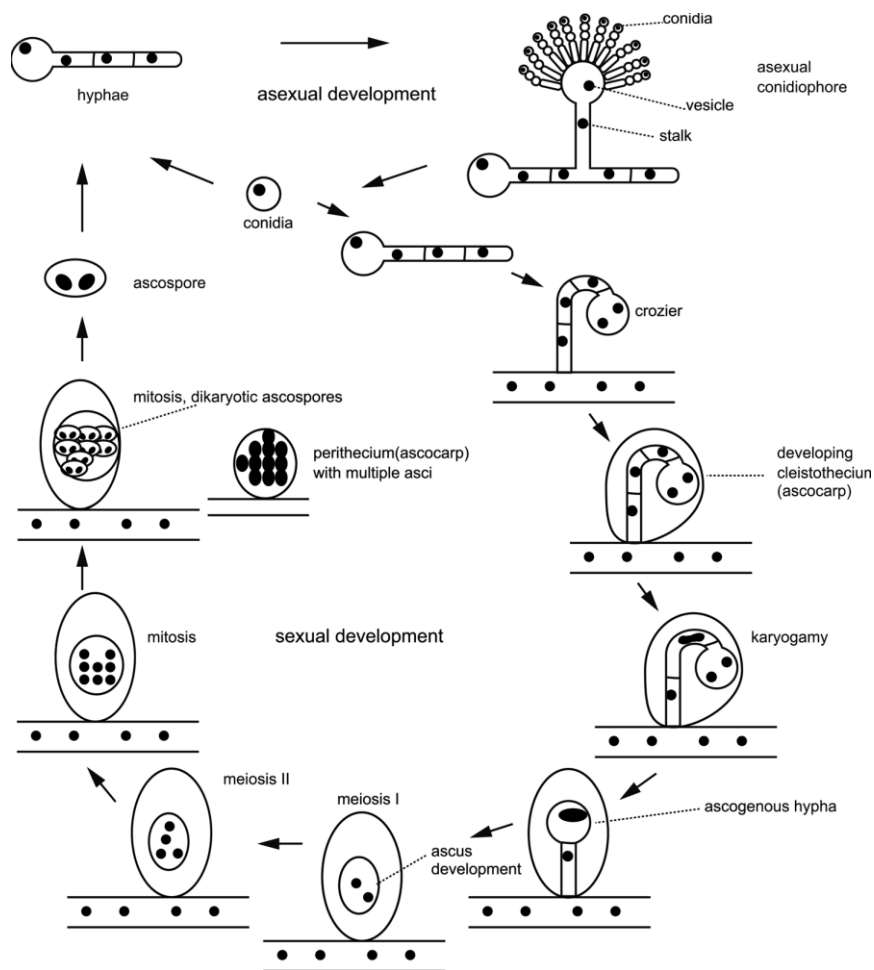 conidia
asexual
conidiophore
hyphae
asexual development
vesicle
stalk
conidia
ascospore
crozier
mitosis, dikaryotic ascospores
perithecium(ascocarp)
with multiple asci
developing
cleistothecium
(ascocarp)
mitosis
sexual development
karyogamy
meiosis II
meiosis I
ascogenous hypha
ascus
development